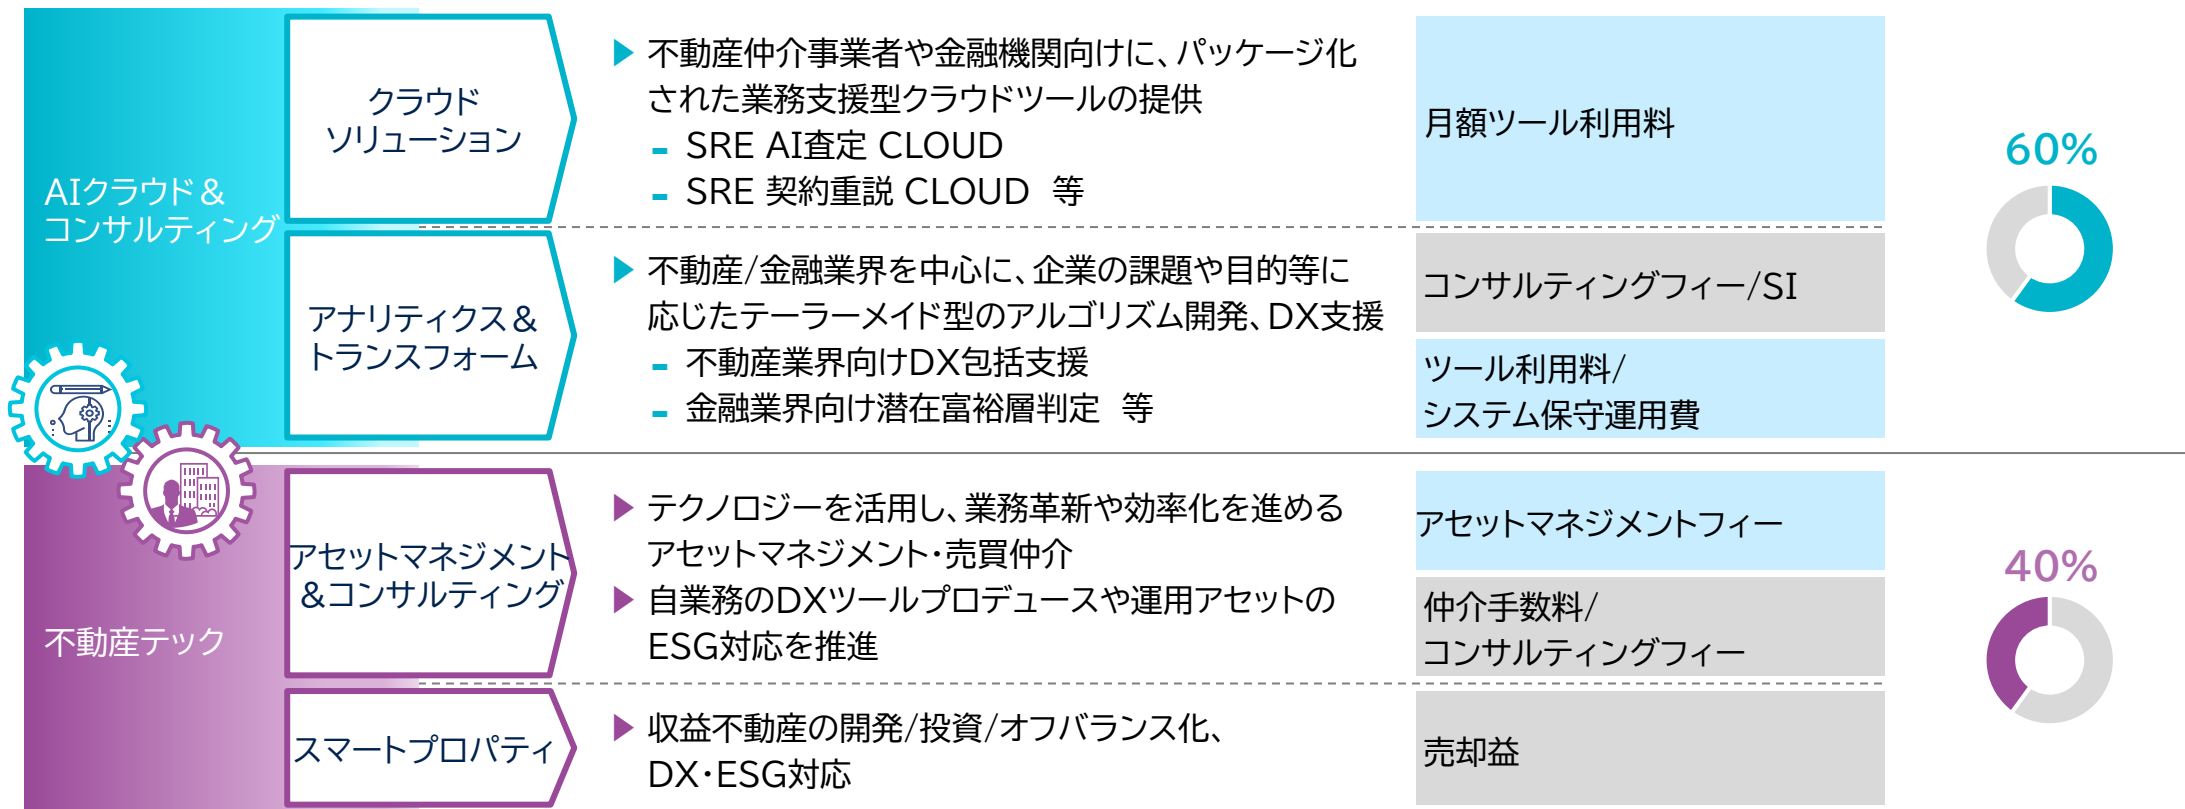 AIクラウド＆
コンサルティング
クラウド
ソリューション
不動産仲介事業者や金融機関向けに、パッケージ化
された業務支援型クラウドツールの提供
- SRE AI査定 CLOUD
- SRE 契約重説 CLOUD 等
月額ツール利用料
60%
アナリティクス＆
トランスフォーム
不動産/金融業界を中心に、企業の課題や目的等に
応じたテーラーメイド型のアルゴリズム開発、DX支援
- 不動産業界向けDX包括支援
- 金融業界向け潜在富裕層判定 等
コンサルティングフィー/SI
ツール利用料/
システム保守運用費
不動産テック
アセットマネジメント
&コンサルティング
テクノロジーを活用し、業務革新や効率化を進める
アセットマネジメント・売買仲介
自業務のDXツールプロデュースや運用アセットの
ESG対応を推進
アセットマネジメントフィー
仲介手数料/
コンサルティングフィー
40%
スマートプロパティ
収益不動産の開発/投資/オフバランス化、
DX・ESG対応
売却益